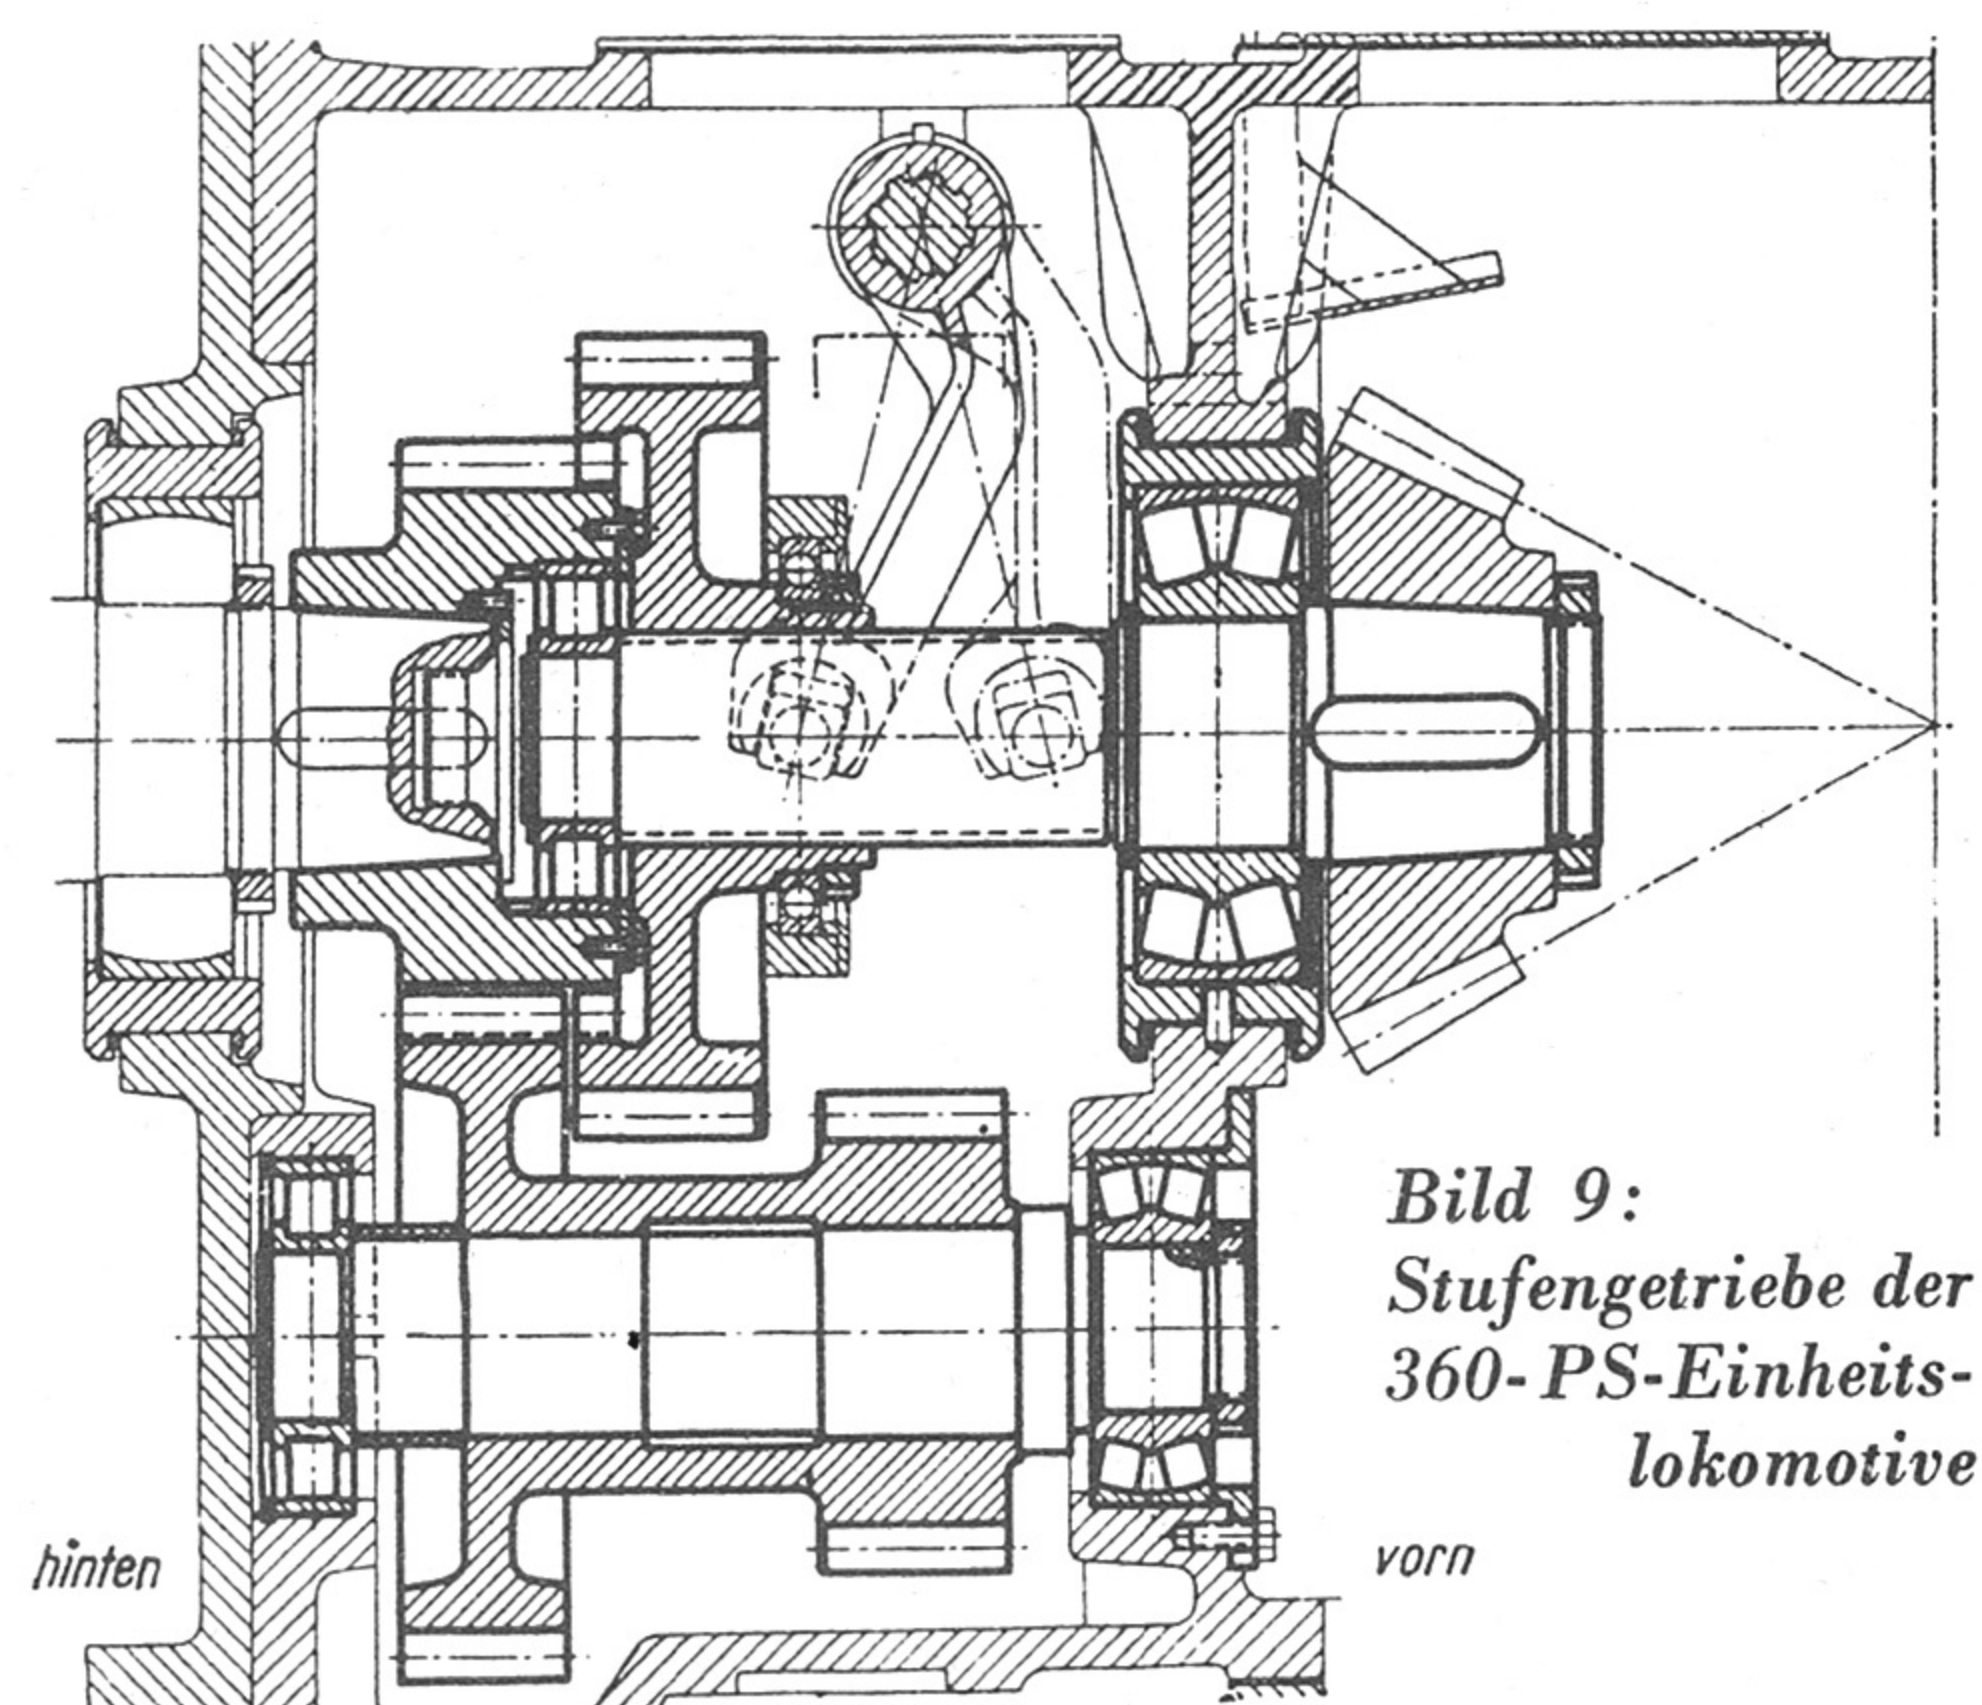 Bild 9:
Stufengetriebe der
360-PS-Einheits-
lokomotive
hinten
vorn